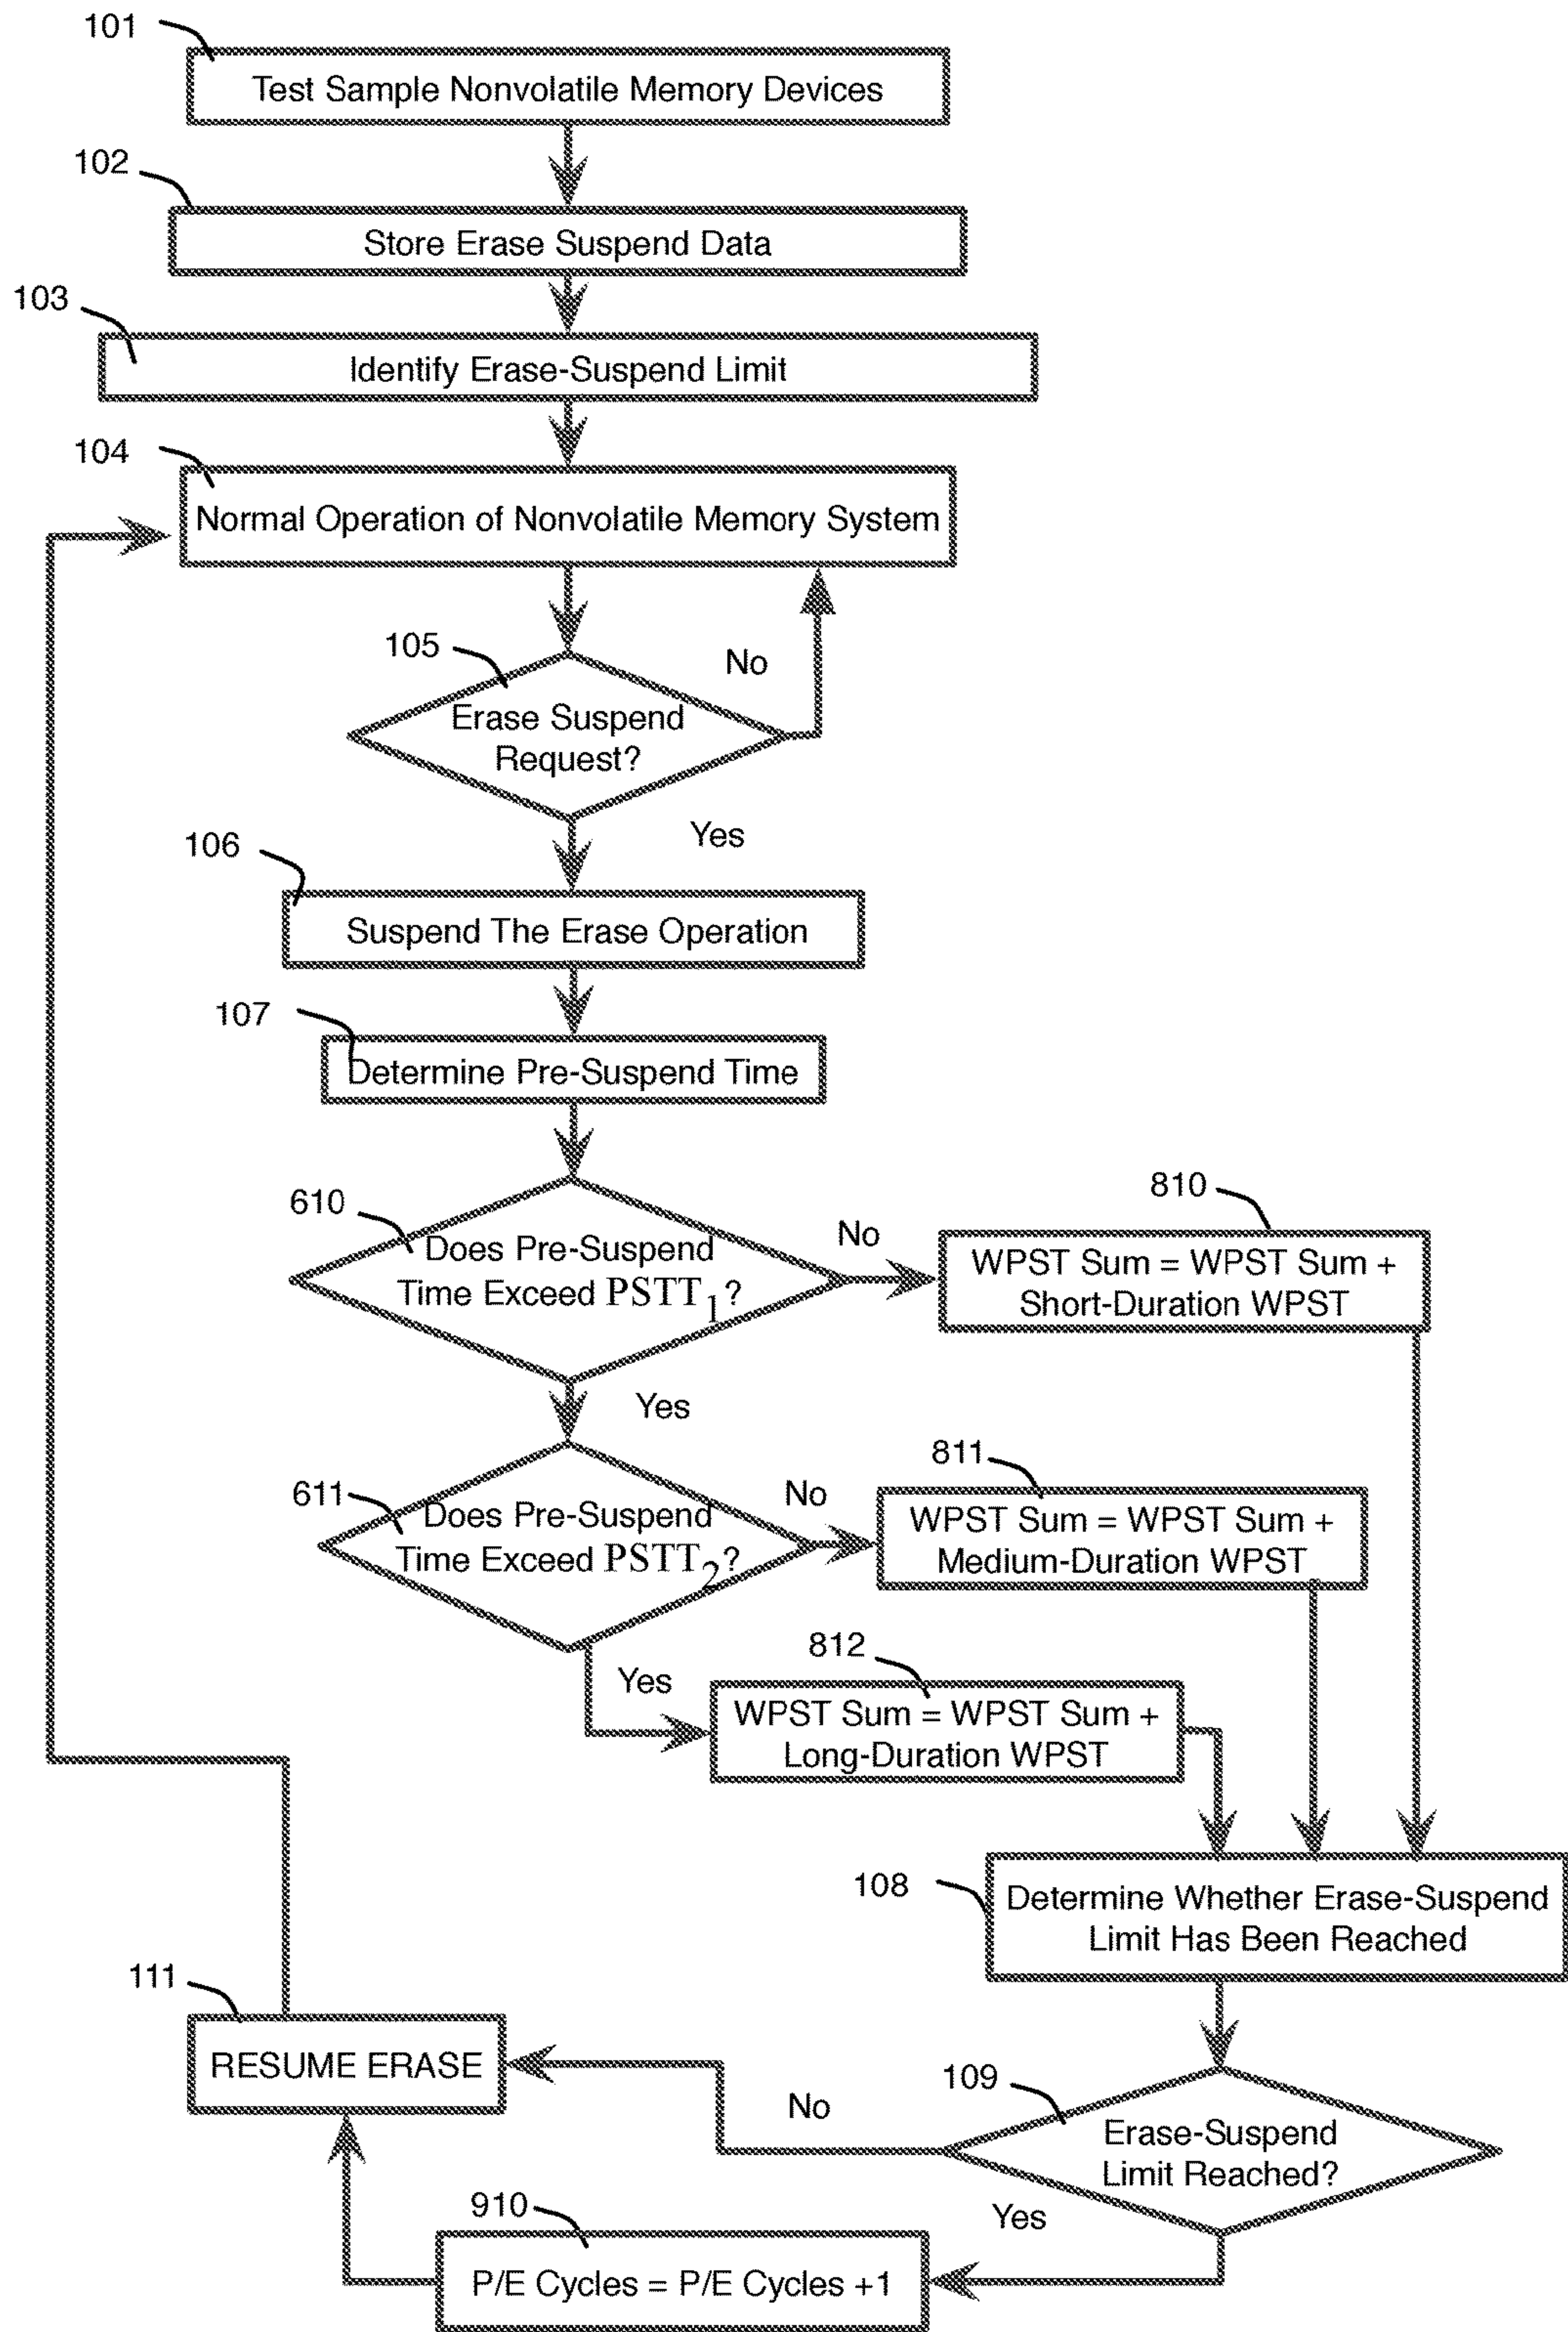 101
Test Sample Nonvolatile Memory Devices
102
Store Erase Suspend Data
103
Identify Erase-Suspend Limit
104
Normal Operation of Nonvolatile Memory System
105
No
Erase Suspend
Request?
Yes
106
Suspend The Erase Operation
107
Determine Pre-Suspend Time
610
Does Pre-Suspend
Time Exceed PSTT1?
No
810
WPST Sum = WPST Sum +
Short-Duration WPST
Yes
611
Does Pre-Suspend
Time Exceed PSTT2?
No
811
WPST Sum = WPST Sum +
Medium-Duration WPST
Yes
812
WPST Sum = WPST Sum +
Long-Duration WPST
108
Determine Whether Erase-Suspend
Limit Has Been Reached
111
RESUME ERASE
No
109
Erase-Suspend
Limit Reached?
Yes
910
P/E Cycles = P/E Cycles +1